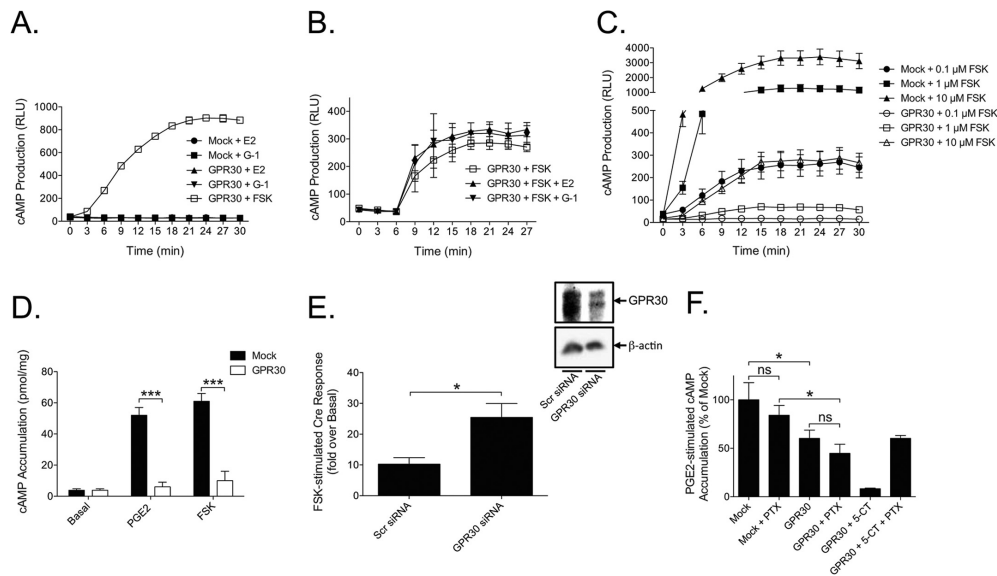 A.
cAMP Production (RLU)
1000
800
600
400
200
0
0 3 6 9 12 15 18 21 24 27 30
Time (min)
Mock + E2
Mock + G-1
GPR30 + E2
GPR30 + G-1
GPR30 + FSK
B.
cAMP Production (RLU)
400
300
200
100
0
0 3 6 9 12 15 18 21 24 27
Time (min)
GPR30 + FSK
GPR30 + FSK + E2
GPR30 + FSK + G-1
C.
cAMP Production (RLU)
4000
3000
2000
1000
500
400
300
200
100
0
0 3 6 9 12 15 18 21 24 27 30
Time (min)
Mock + 0.1 μM FSK
Mock + 1 μM FSK
Mock + 10 μM FSK
GPR30 + 0.1 μM FSK
GPR30 + 1 μM FSK
GPR30 + 10 μM FSK
D.
cAMP Accumulation (pmol/mg)
80
60
40
20
0
Mock
GPR30
***
***
Basal
PGE2
FSK
E.
FSK-stimulated Cre Response
(fold over Basal)
40
30
20
10
0
*
Scr siRNA
GPR30 siRNA
GPR30
β-actin
Scr siRNA
GPR30 siRNA
F.
PGE2-stimulated cAMP
Accumulation (% of Mock)
100
50
0
*
ns
*
ns
Mock
Mock + PTX
GPR30
GPR30 + PTX
GPR30 + 5-CT
GPR30 + 5-CT + PTX